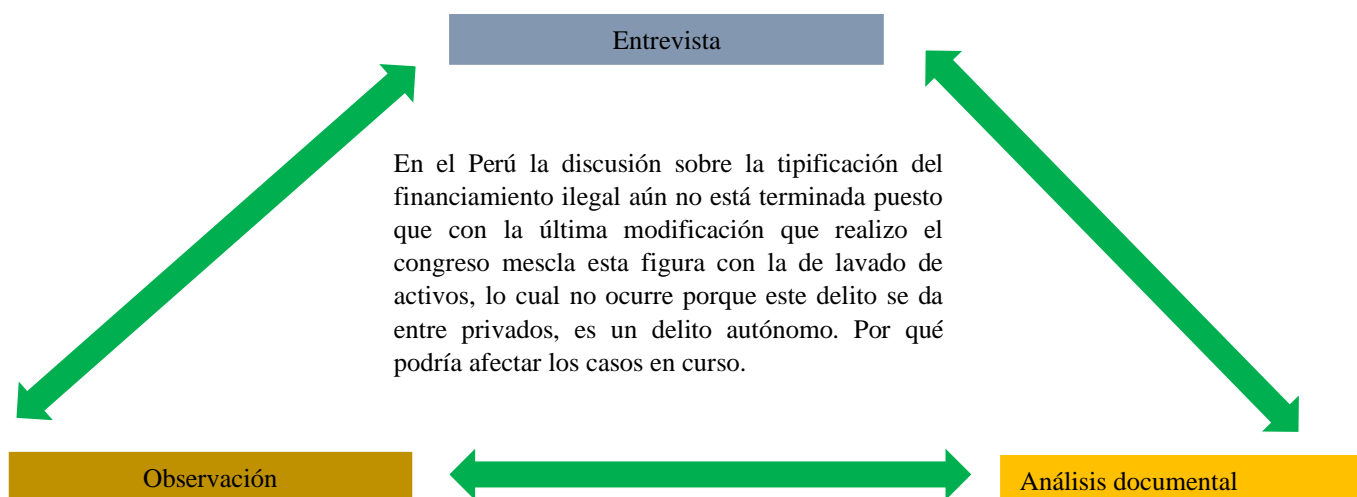 Entrevista
En el Perú la discusión sobre la tipificación del
financiamiento ilegal aún no está terminada puesto
que con la última modificación que realizo el
congreso mescla esta figura con la de lavado de
activos, lo cual no ocurre porque este delito se da
entre privados, es un delito autónomo. Por qué
podría afectar los casos en curso.
Observación
Análisis documental